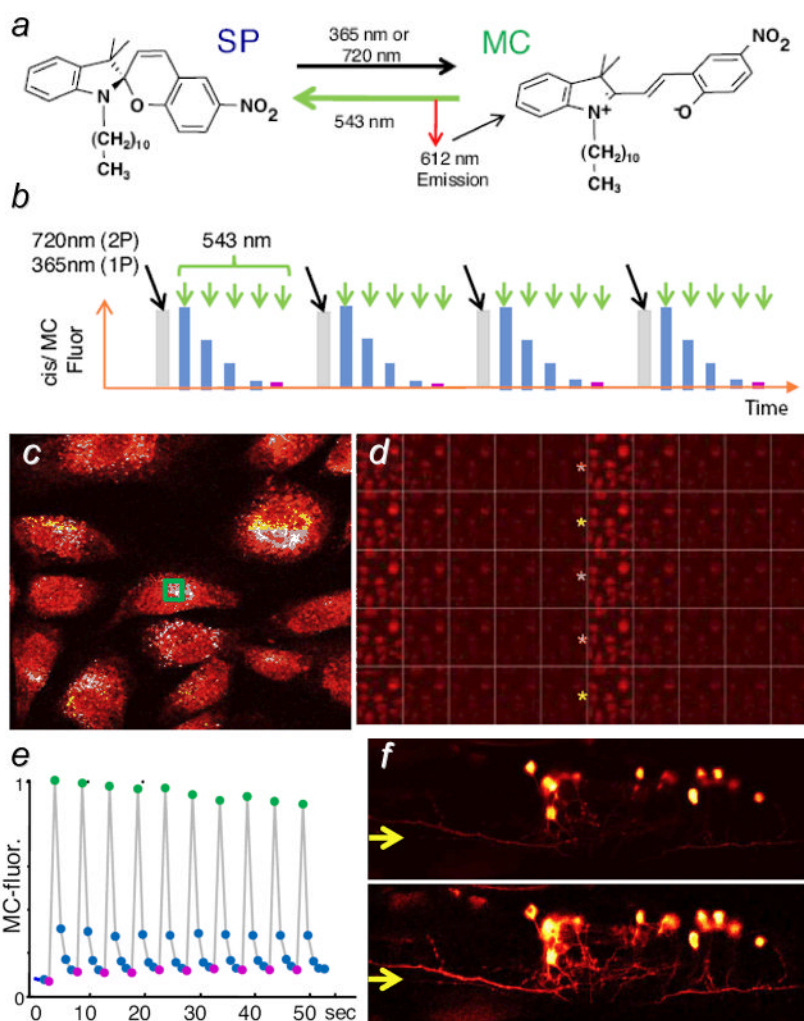 a
SP
365 nm or
720 nm
MC
543 nm
612 nm
Emission
O
N
NO₂
(CH₂)₁₀
CH₃
NO₂
⁻O
N⁺
(CH₂)₁₀
CH₃
b
720nm (2P)
365nm (1P)
543 nm
cis/ MC
Fluor
Time
c
d
*
*
*
*
*
e
MC-fluor.
1
0
0 10 20 30 40 50 sec
f